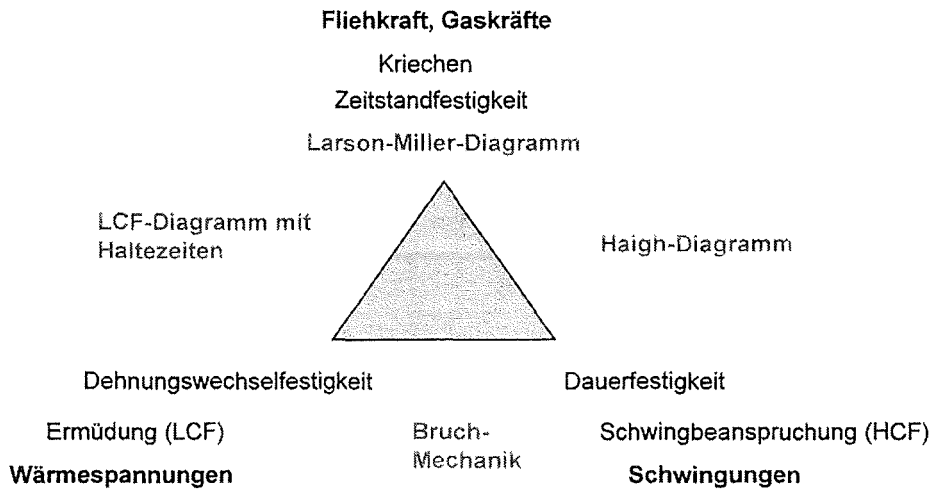 Fliehkraft, Gaskräfte
Kriechen
Zeitstandfestigkeit
Larson-Miller-Diagramm
LCF-Diagramm mit
Haltezeiten
Haigh-Diagramm
Dehnungswechselfestigkeit
Dauerfestigkeit
Ermüdung (LCF)
Bruch-
Mechanik
Schwingbeanspruchung (HCF)
Wärmespannungen
Schwingungen